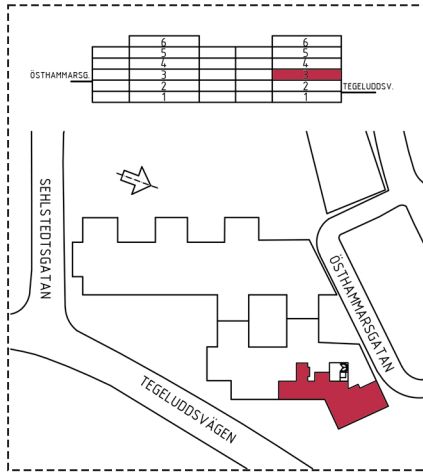 6 6
5 5
4 4
ÖSTHAMMARSG. 3 3
2 2 TEGELUDDSV.
1 1
SEHLSTEDTSGATAN
ÖSTHAMMARSGATAN
TEGELUDDSVÄGEN